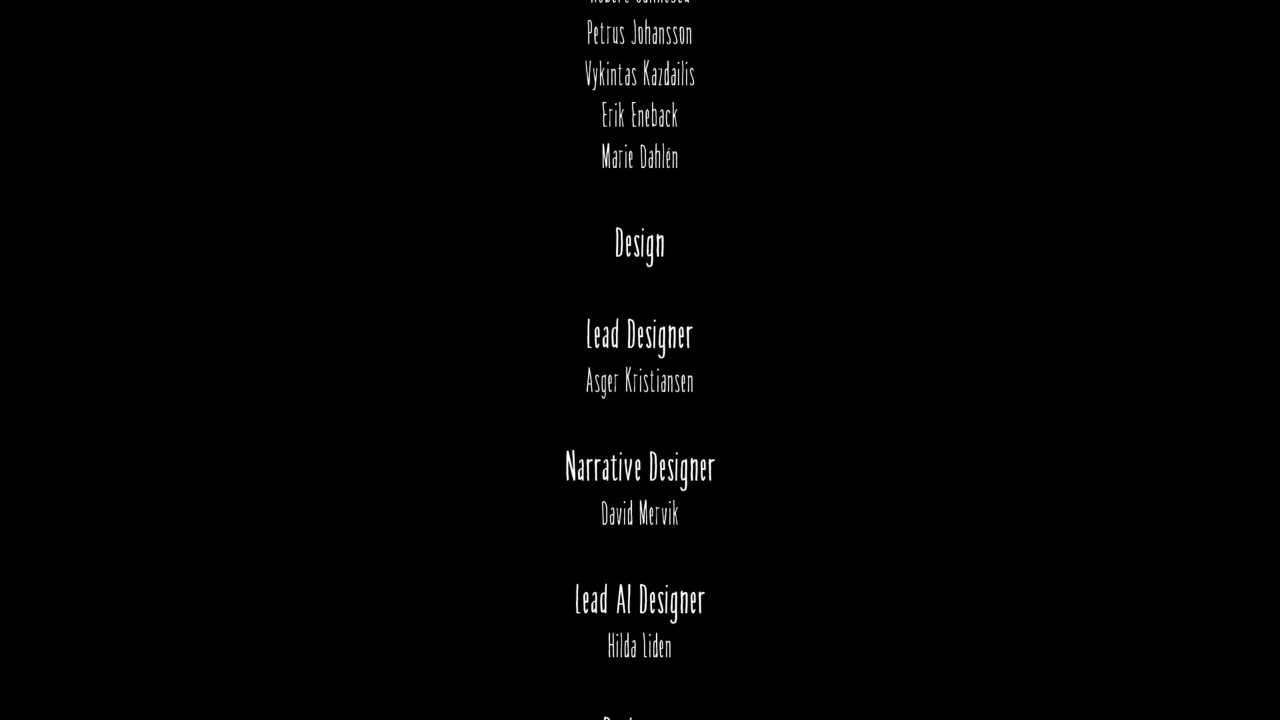 Petrus Johansson
Vykintas Kazdailis
Erik Eneback
Marie Dahlén
Design
Lead Designer
Asger Kristiansen
Narrative Designer
David Mervik
Lead AI Designer
Hilda Liden